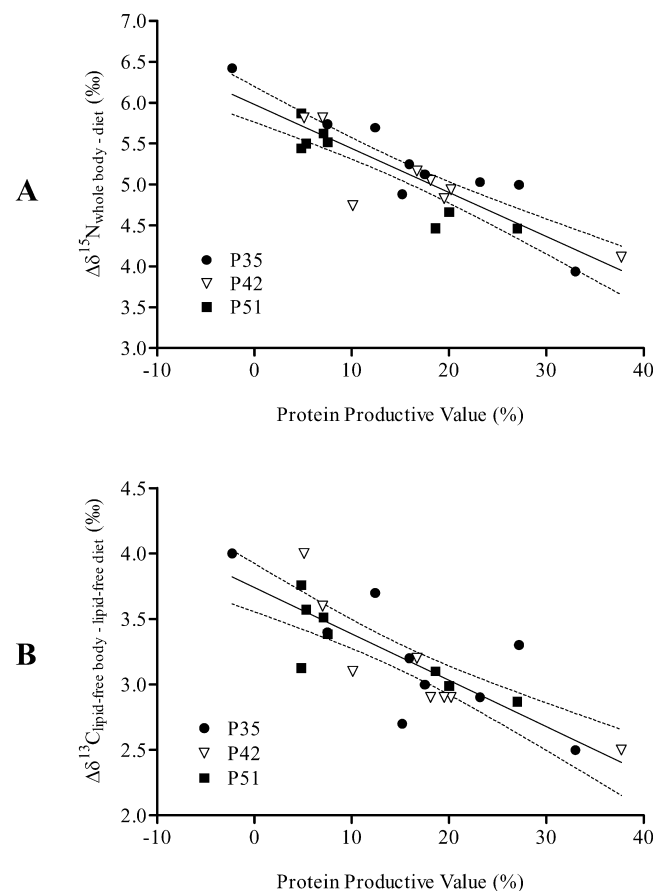 A
Δδ15Nwhole body - diet (‰)
7.0
6.5
6.0
5.5
5.0
4.5
4.0
3.5
3.0
P35
P42
P51
-10 0 10 20 30 40
Protein Productive Value (%)
B
Δδ13Clipid-free body - lipid-free diet (‰)
4.5
4.0
3.5
3.0
2.5
2.0
P35
P42
P51
-10 0 10 20 30 40
Protein Productive Value (%)